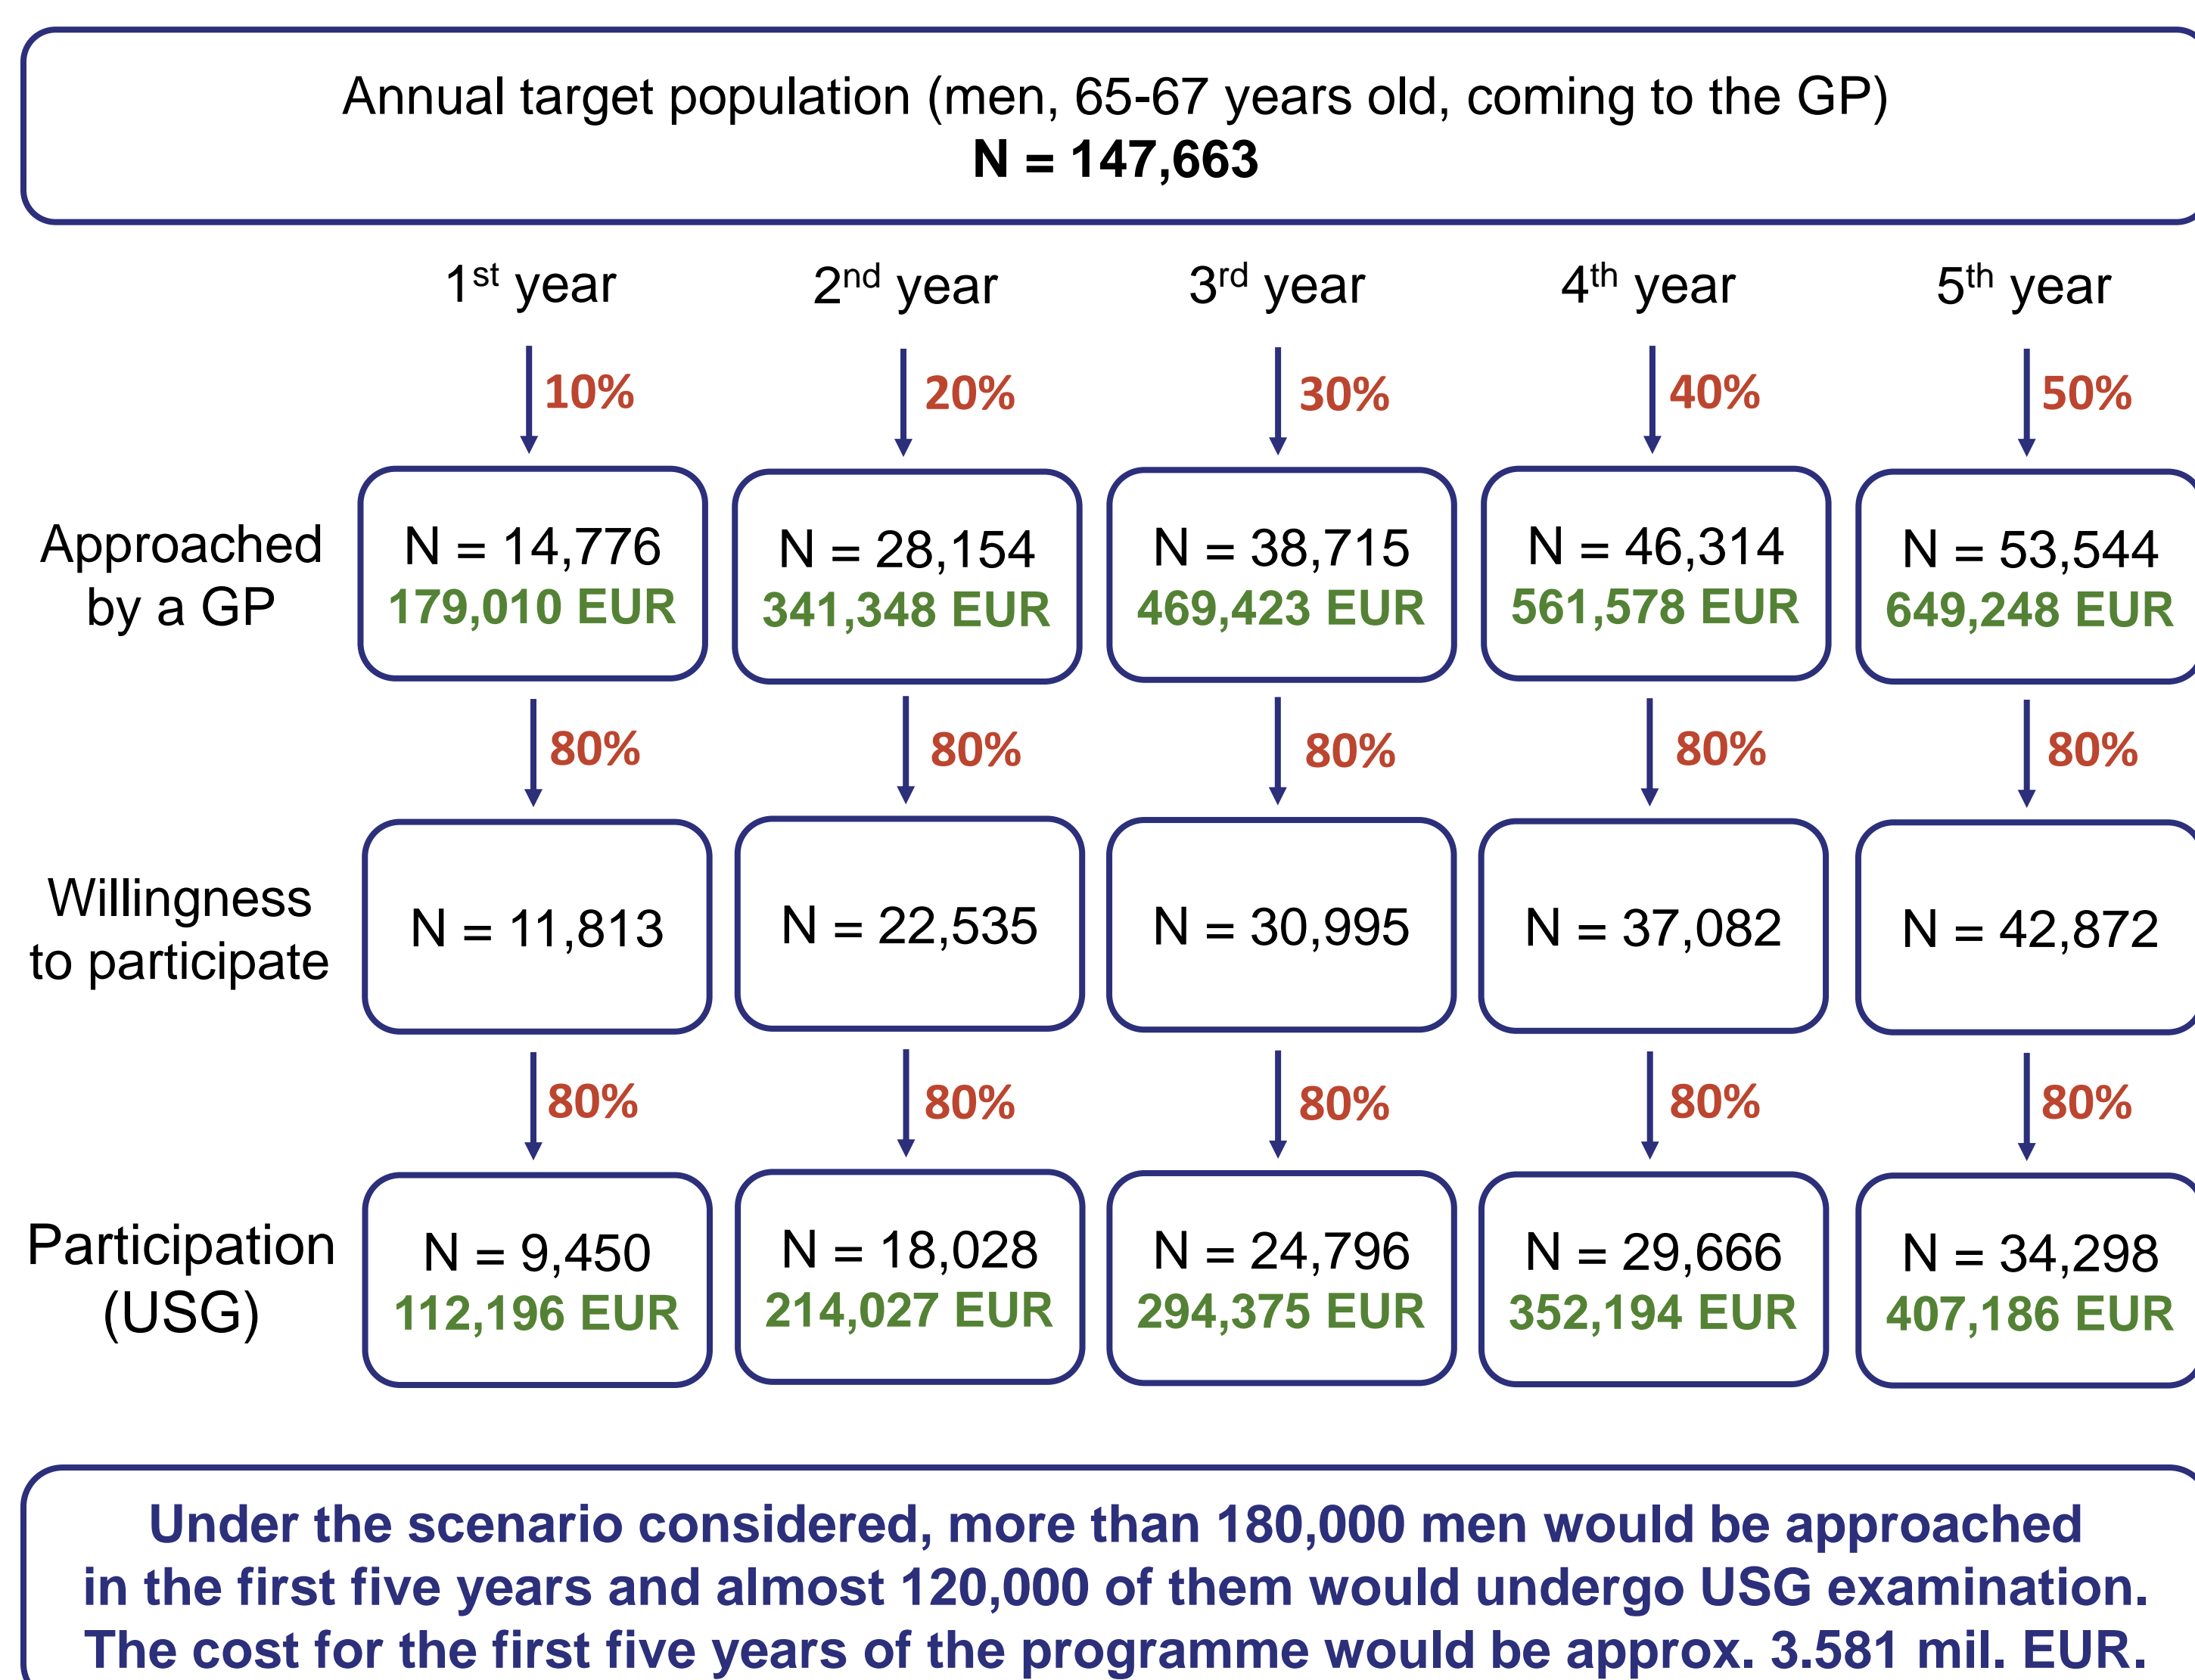 Annual target population (men, 65-67 years old, coming to the GP)
N = 147,663
1st year 2nd year 3rd year 4th year 5th year
10% 20% 30% 40% 50%
Approached
by a GP
N = 14,776
179,010 EUR
N = 28,154
341,348 EUR
N = 38,715
469,423 EUR
N = 46,314
561,578 EUR
N = 53,544
649,248 EUR
80% 80% 80% 80% 80%
Willingness
to participate
N = 11,813
N = 22,535
N = 30,995
N = 37,082
N = 42,872
80% 80% 80% 80% 80%
Participation
(USG)
N = 9,450
112,196 EUR
N = 18,028
214,027 EUR
N = 24,796
294,375 EUR
N = 29,666
352,194 EUR
N = 34,298
407,186 EUR
Under the scenario considered, more than 180,000 men would be approached
in the first five years and almost 120,000 of them would undergo USG examination.
The cost for the first five years of the programme would be approx. 3.581 mil. EUR.